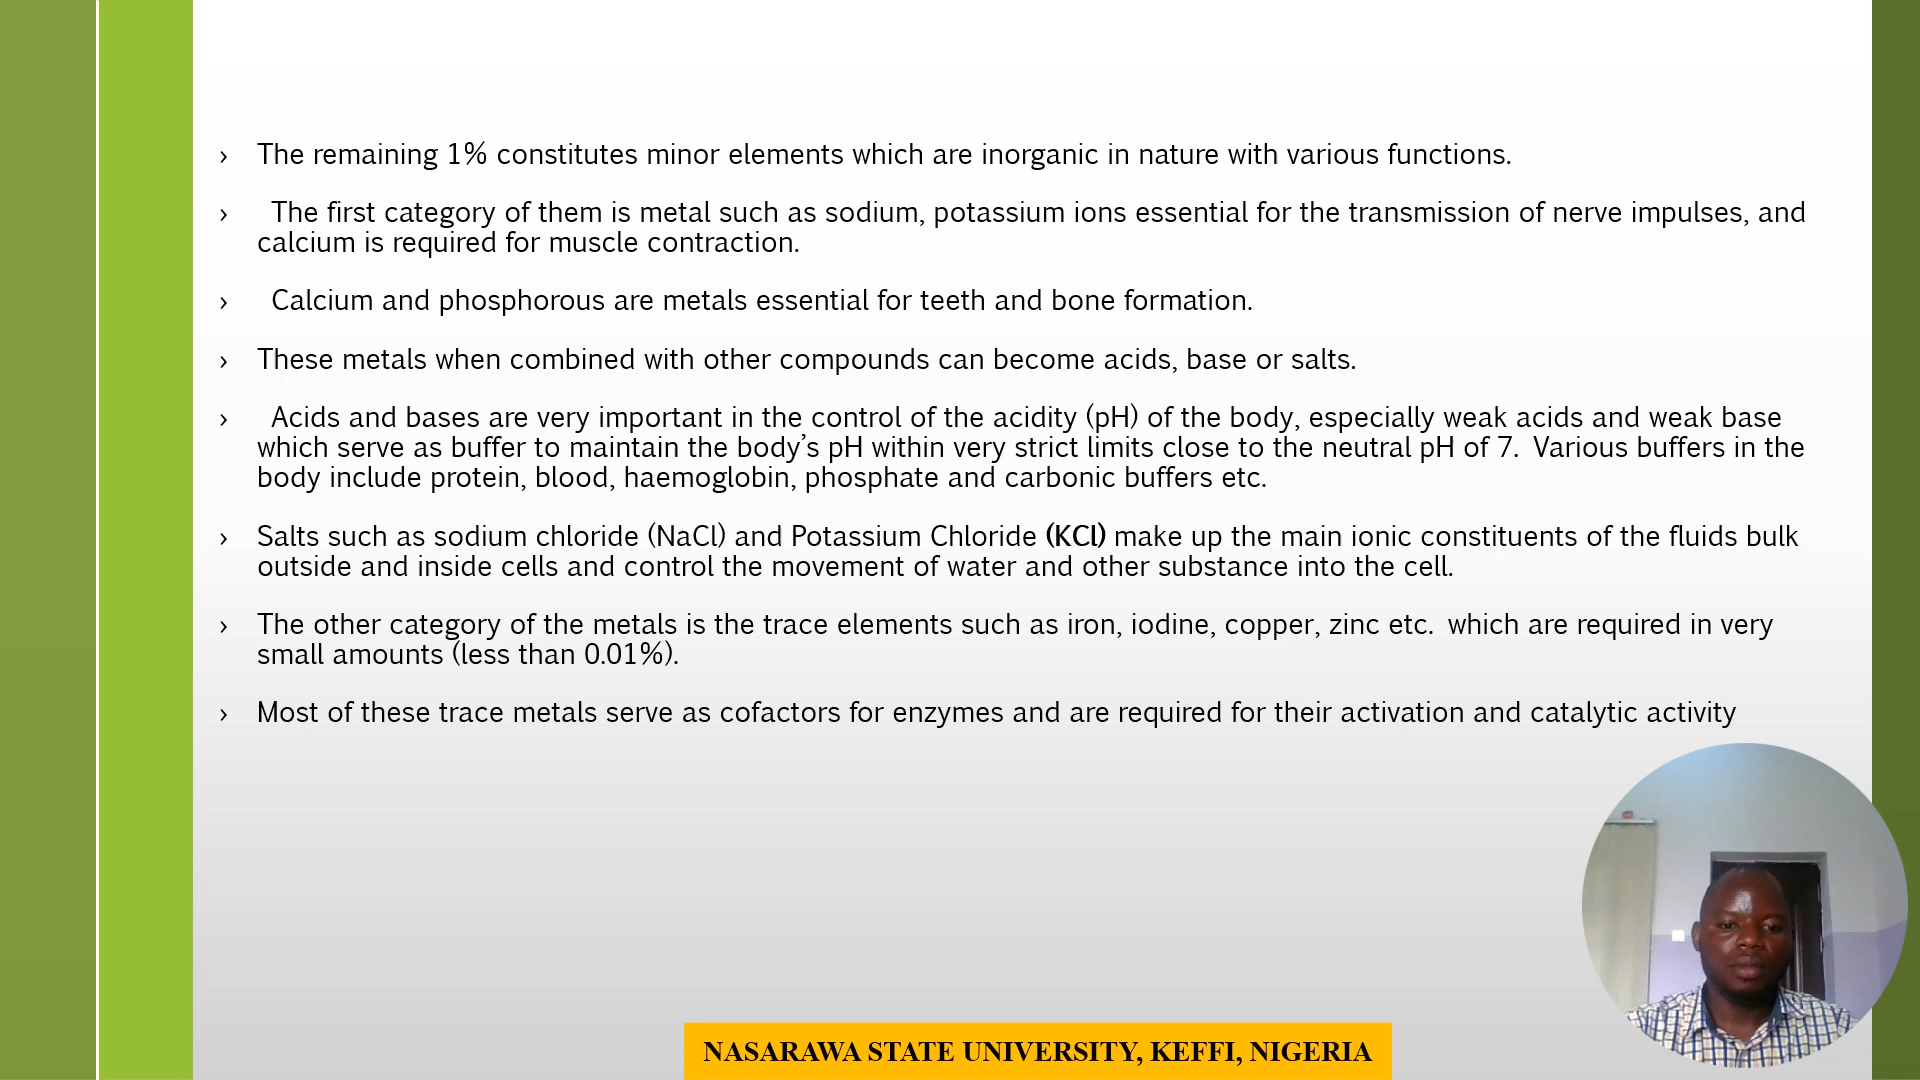 › The remaining 1% constitutes minor elements which are inorganic in nature with various functions.
› The first category of them is metal such as sodium, potassium ions essential for the transmission of nerve impulses, and
calcium is required for muscle contraction.
› Calcium and phosphorous are metals essential for teeth and bone formation.
› These metals when combined with other compounds can become acids, base or salts.
› Acids and bases are very important in the control of the acidity (pH) of the body, especially weak acids and weak base
which serve as buffer to maintain the body’s pH within very strict limits close to the neutral pH of 7. Various buffers in the
body include protein, blood, haemoglobin, phosphate and carbonic buffers etc.
› Salts such as sodium chloride (NaCl) and Potassium Chloride (KCl) make up the main ionic constituents of the fluids bulk
outside and inside cells and control the movement of water and other substance into the cell.
› The other category of the metals is the trace elements such as iron, iodine, copper, zinc etc. which are required in very
small amounts (less than 0.01%).
› Most of these trace metals serve as cofactors for enzymes and are required for their activation and catalytic activity
NASARAWA STATE UNIVERSITY, KEFFI, NIGERIA